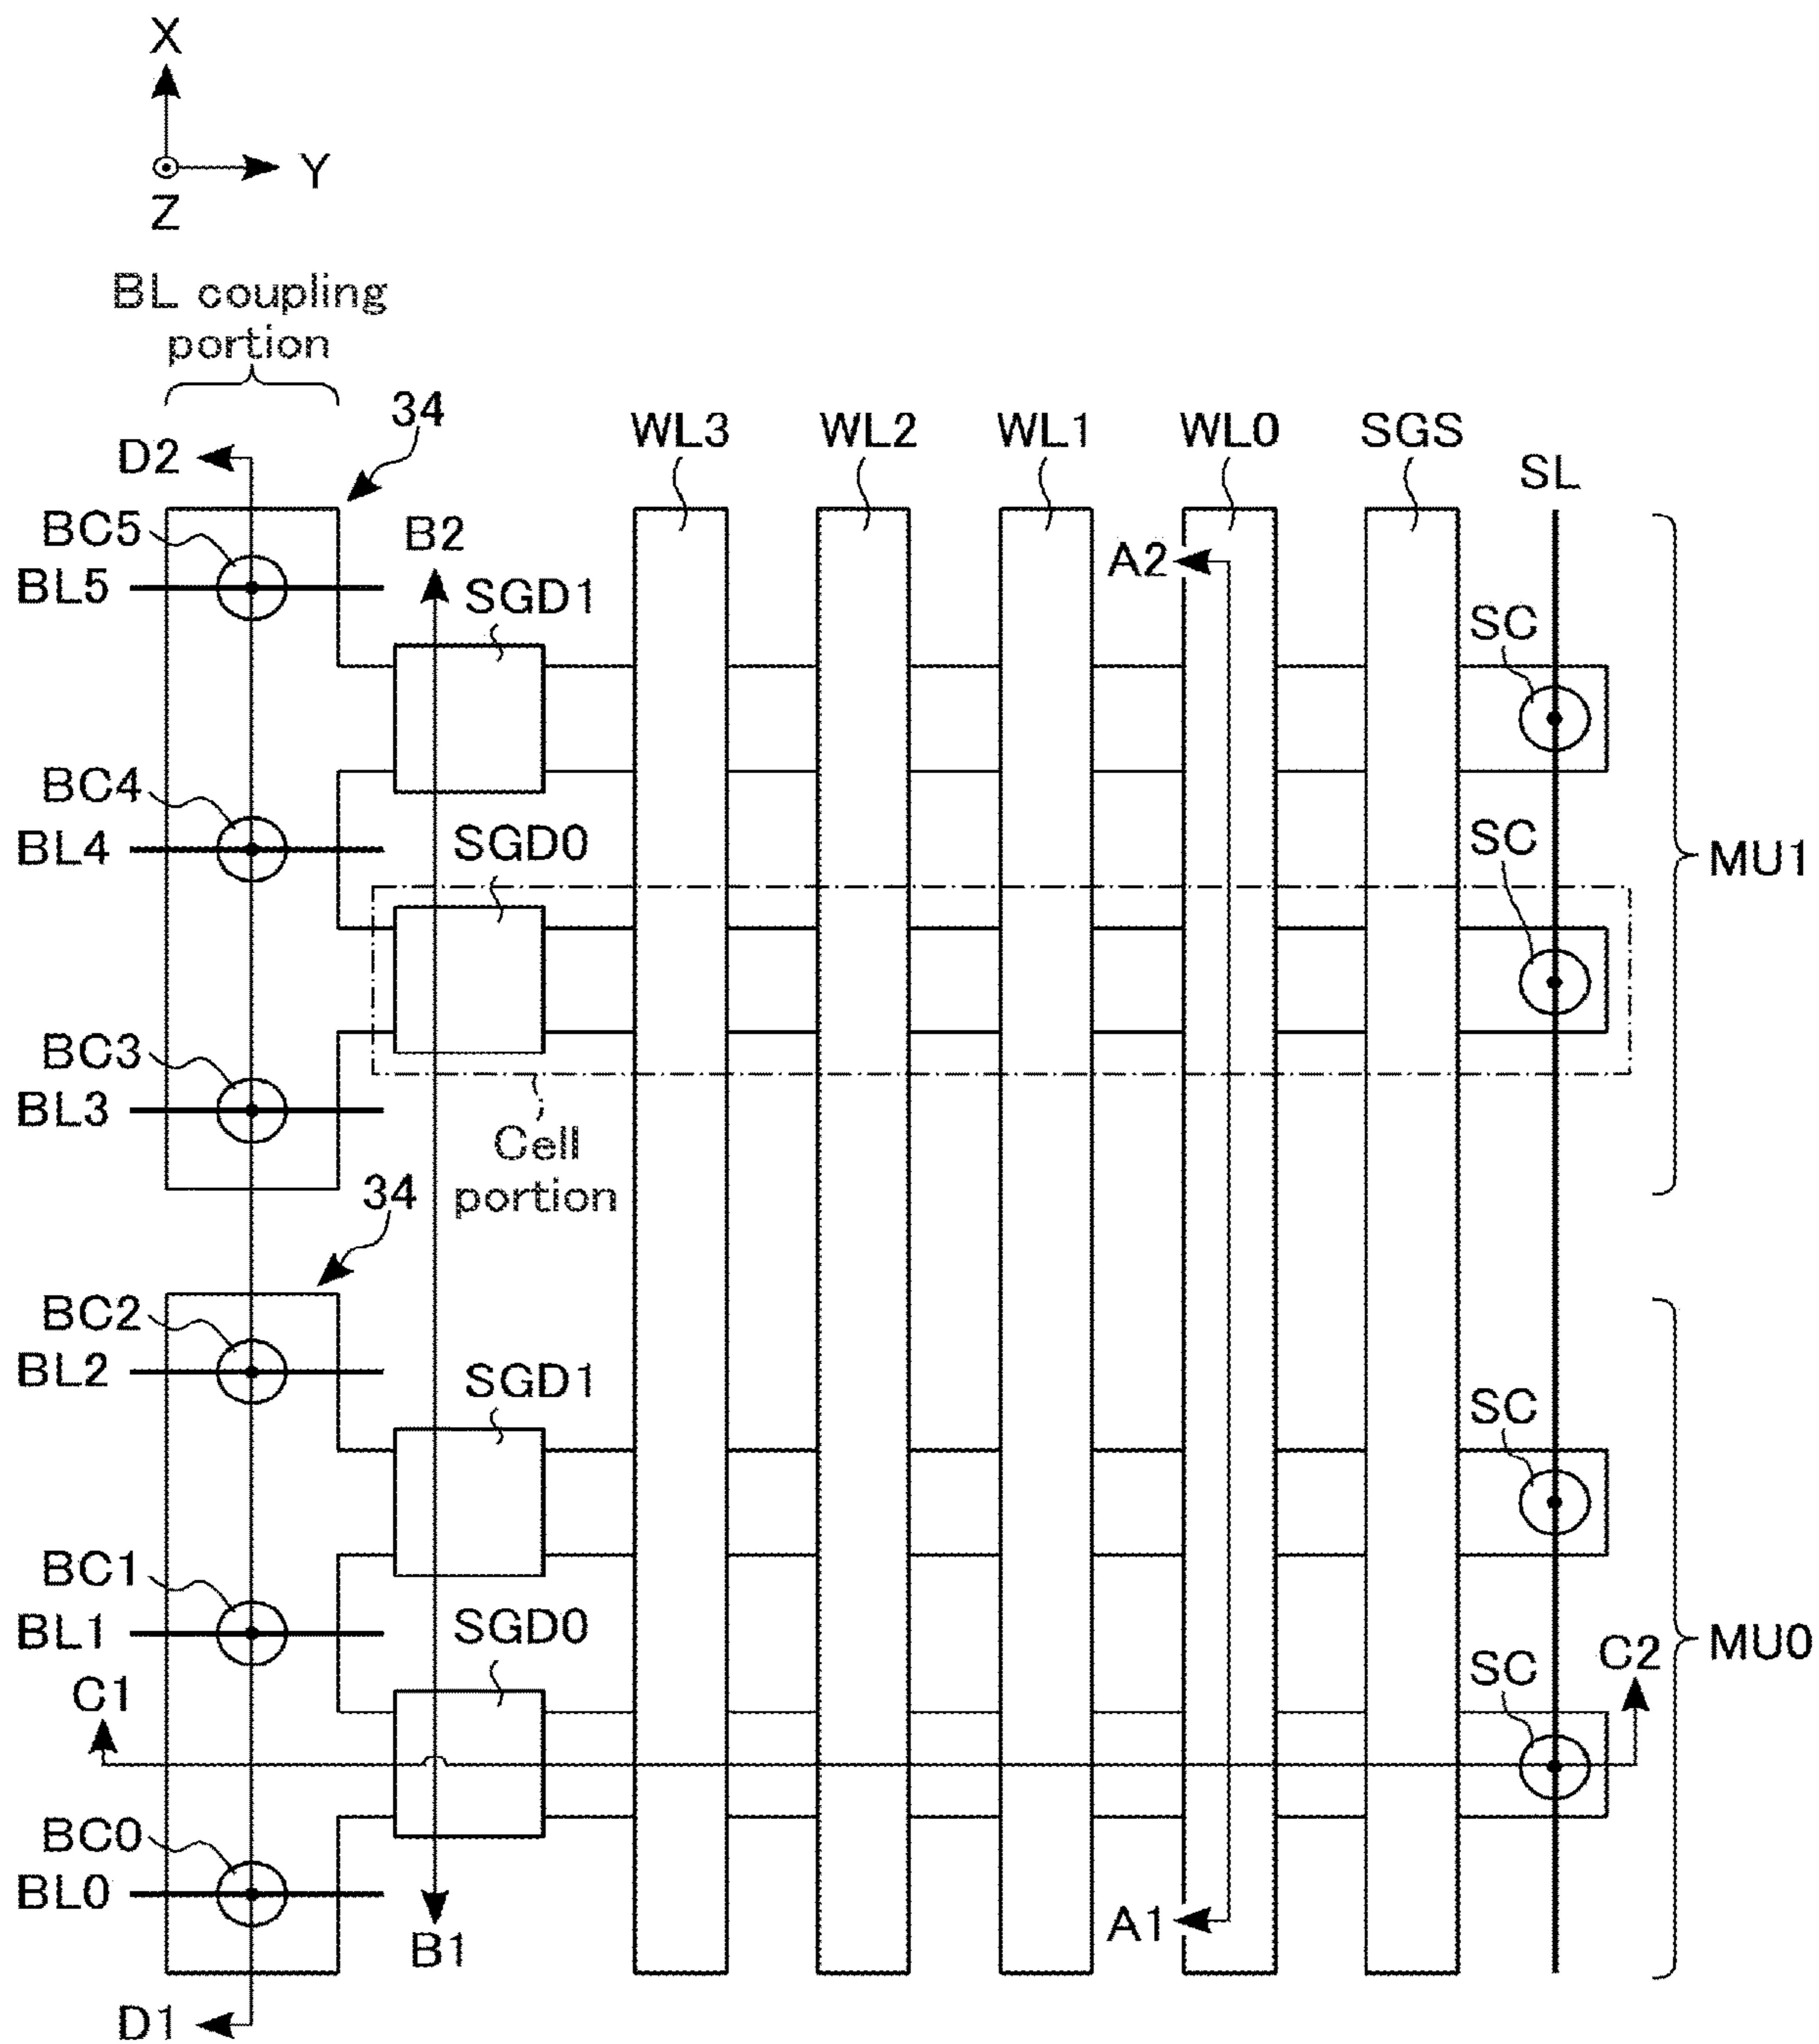 X
Y
Z
BL coupling
portion
34
WL3
WL2
WL1
WL0
SGS
D2
SL
BC5
B2
A2
BL5
SGD1
SC
BC4
SGD0
SC
BL4
MU1
BC3
BL3
Cell
portion
34
BC2
BL2
SGD1
SC
BC1
BL1
SGD0
MU0
C1
SC
C2
BC0
BL0
A1
B1
D1